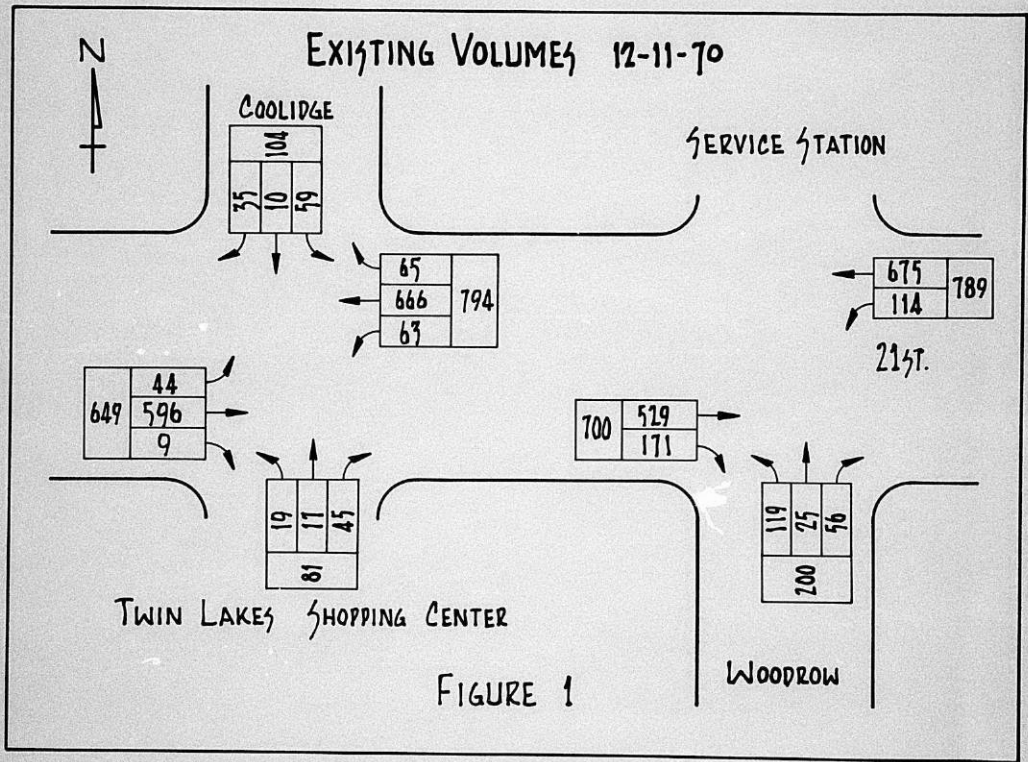 N
EXISTING VOLUMES 12-11-70
COOLIDGE
104
35 10 59
SERVICE STATION
65
666
63
794
675
114
789
21ST.
649
44
596
9
700
529
171
19 17 45
81
119 25 56
200
TWIN LAKES SHOPPING CENTER
WOODROW
FIGURE 1